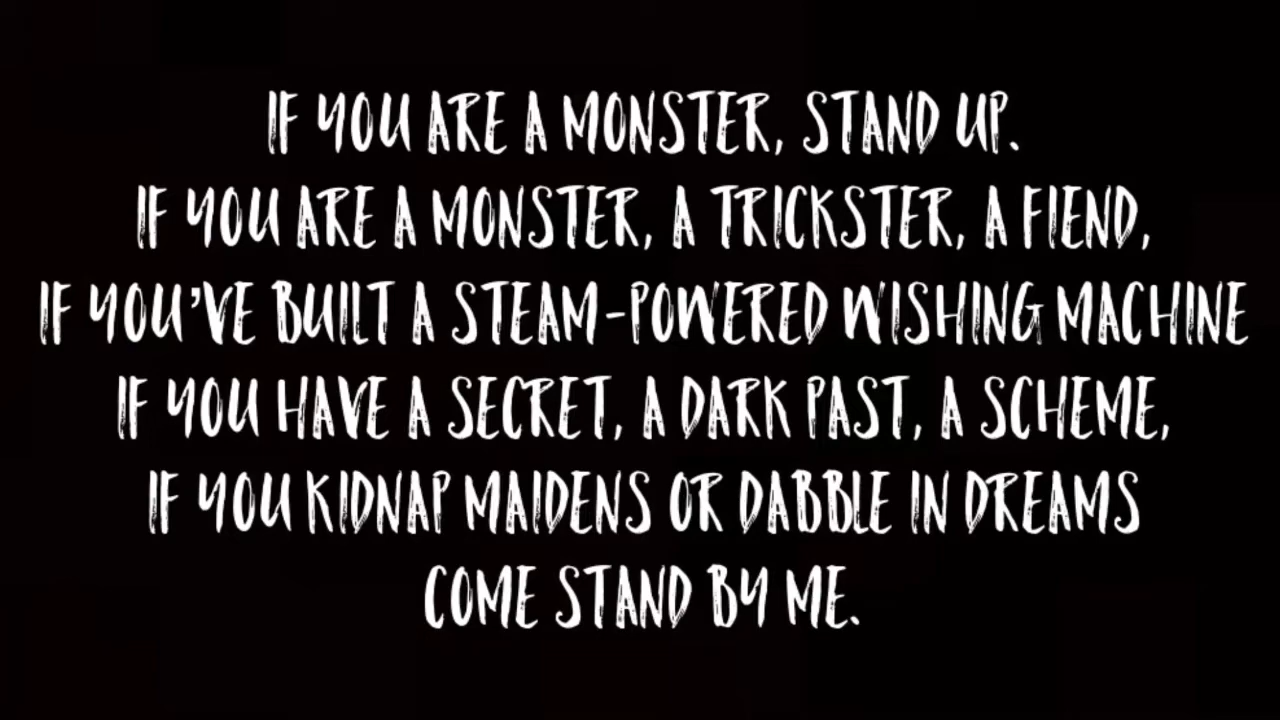 IF YOU ARE A MONSTER, STAND UP.
IF YOU ARE A MONSTER, A TRICKSTER, A FIEND,
IF YOU'VE BUILT A STEAM-POWERED WISHING MACHINE
IF YOU HAVE A SECRET, A DARK PAST, A SCHEME,
IF YOU KIDNAP MAIDENS OR DABBLE IN DREAMS
COME STAND BY ME.